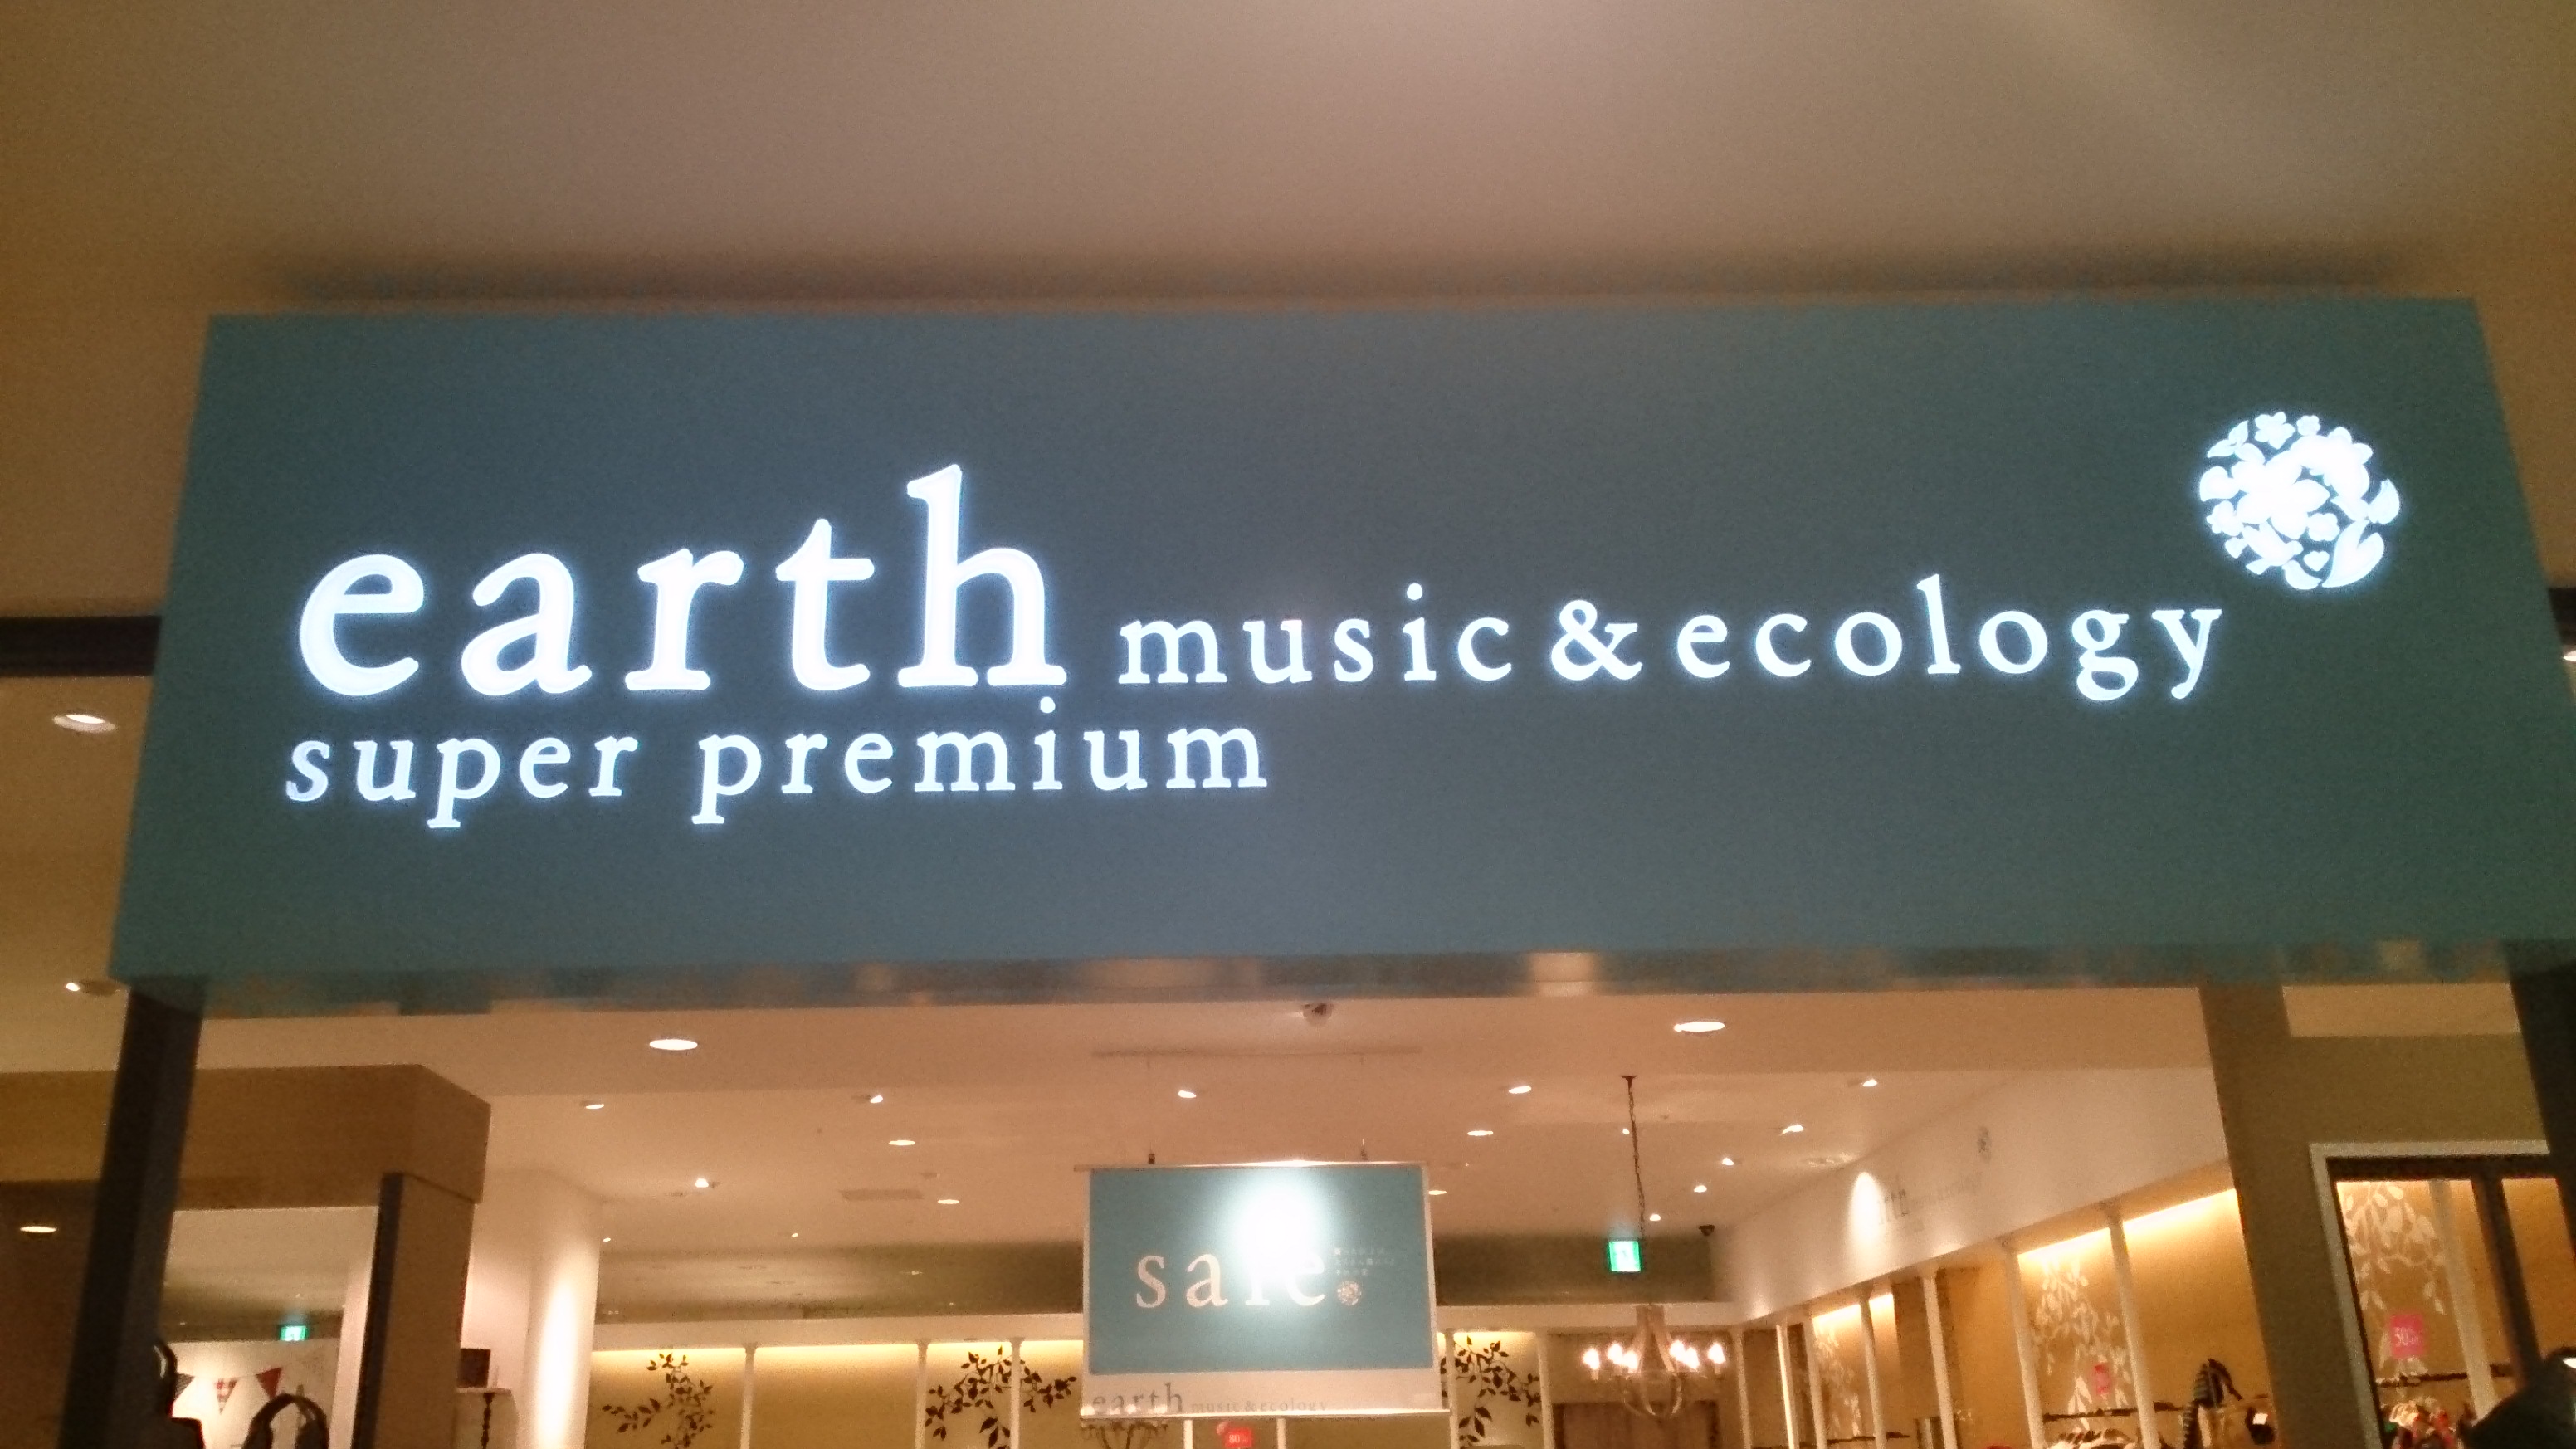 earth music & ecology
super premium
sale.
earth music & ecology